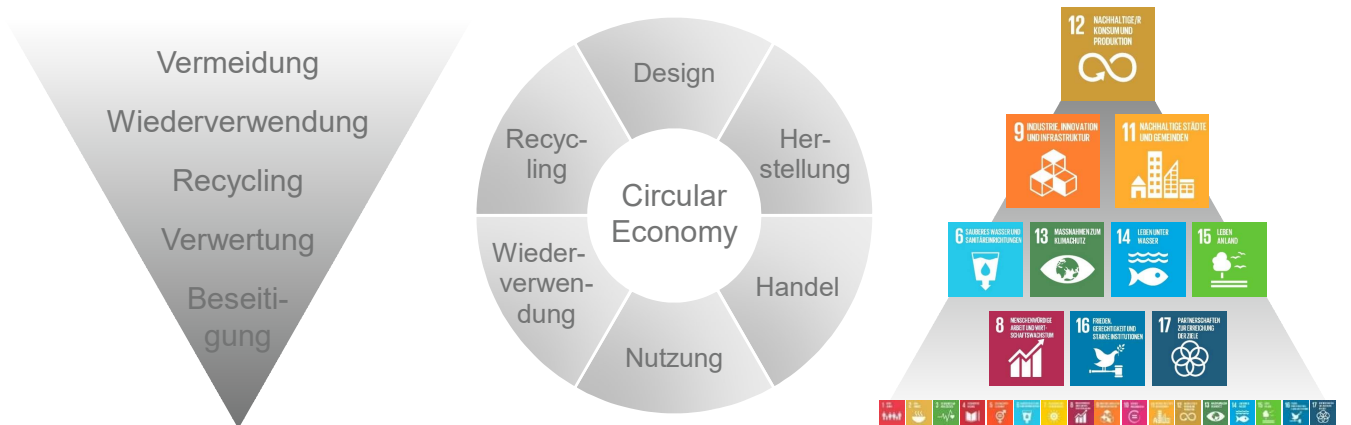 Vermeidung
Wiederverwendung
Recycling
Verwertung
Beseiti-
gung
Design
Her-
stellung
Handel
Nutzung
Wieder-
verwen-
dung
Recyc-
ling
Circular
Economy
12 NACHHALTIGE/R
KONSUM UND
PRODUKTION
9 INDUSTRIE, INNOVATION
UND INFRASTRUKTUR
11 NACHHALTIGE STÄDTE
UND GEMEINDEN
6 SAUBERES WASSER UND
SANITÄREINRICHTUNGEN
13 MASSNAHMEN ZUM
KLIMASCHUTZ
14 LEBEN UNTER
WASSER
15 LEBEN
AN LAND
8 MENSCHENWÜRDIGE
ARBEIT UND WIRT-
SCHAFTSWACHSTUM
16 FRIEDEN,
GERECHTIGKEIT UND
STARKE INSTITUTIONEN
17 PARTNERSCHAFTEN
ZUR ERREICHUNG
DER ZIELE